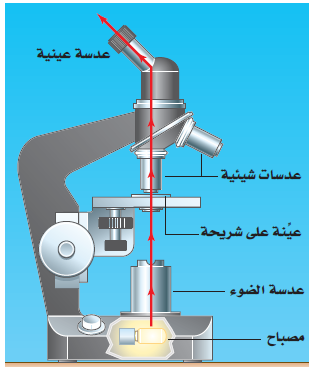 عدسة عينية
عدسات شيئية
عيِّنة على شريحة
عدسة الضوء
مصباح